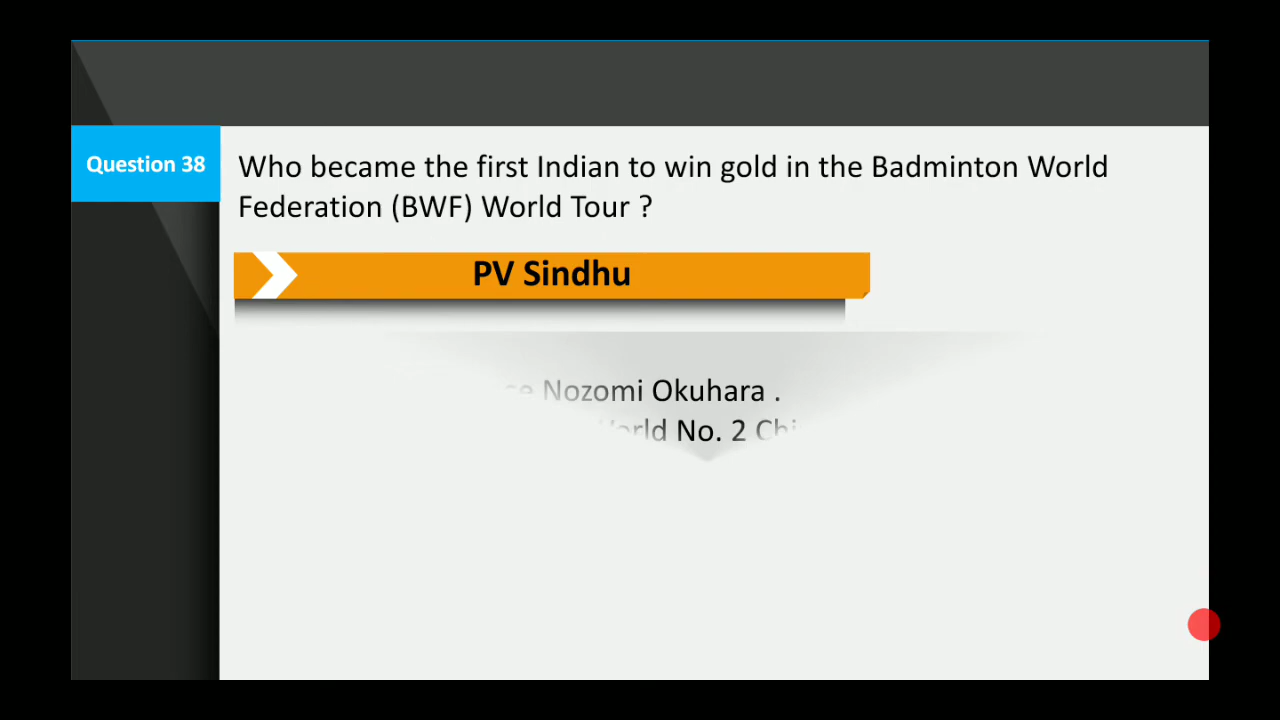 Question 38
Who became the first Indian to win gold in the Badminton World
Federation (BWF) World Tour ?
PV Sindhu
Nozomi Okuhara .
World No. 2